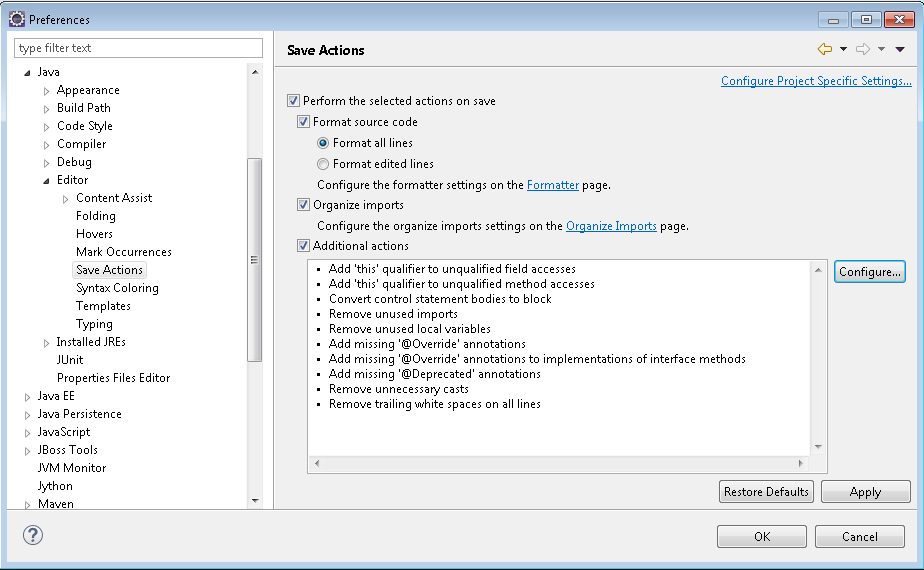 Preferences
type filter text
Java
Appearance
Build Path
Code Style
Compiler
Debug
Editor
Content Assist
Folding
Hovers
Mark Occurrences
Save Actions
Syntax Coloring
Templates
Typing
Installed JREs
JUnit
Properties Files Editor
Java EE
Java Persistence
JavaScript
JBoss Tools
JVM Monitor
Jython
Maven
Save Actions
Configure Project Specific Settings...
Perform the selected actions on save
Format source code
Format all lines
Format edited lines
Configure the formatter settings on the Formatter page.
Organize imports
Configure the organize imports settings on the Organize Imports page.
Additional actions
• Add 'this' qualifier to unqualified field accesses
• Add 'this' qualifier to unqualified method accesses
• Convert control statement bodies to block
• Remove unused imports
• Remove unused local variables
• Add missing '@Override' annotations
• Add missing '@Override' annotations to implementations of interface methods
• Add missing '@Deprecated' annotations
• Remove unnecessary casts
• Remove trailing white spaces on all lines
Configure...
Restore Defaults
Apply
?
OK
Cancel